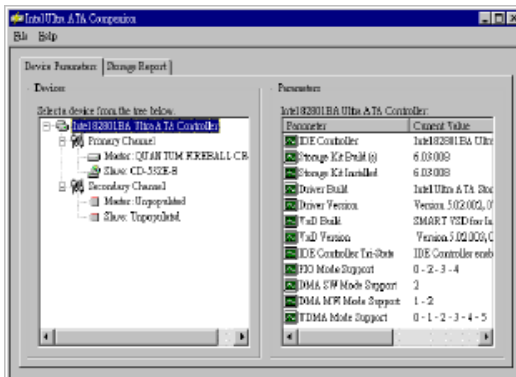 Intel Ultra ATA Companion
File Help
Device Parameters Storage Report
Devices
Select a device from the tree below.
Intel 82801BA Ultra ATA Controller
Primary Channel
Master: QUANTUM FIREBALL CR
Slave: CD-532E-B
Secondary Channel
Master: Unpopulated
Slave: Unpopulated
Parameters
Intel 82801BA Ultra ATA Controller:
Parameter Current Value
IDE Controller Intel 82801BA Ultra
Storage Kit Build(s) 6.03.008
Storage Kit Installed 6.03.008
Driver Build Intel Ultra ATA Stor
Driver Version Version 5.02.002, 0
VxD Build SMART VSD for In
VxD Version Version 5.02.003, 0
IDE Controller Tri-State IDE Controller enab
PIO Mode Support 0 - 2 - 3 - 4
DMA SW Mode Support 2
DMA MW Mode Support 1 - 2
UDMA Mode Support 0 - 1 - 2 - 3 - 4 - 5